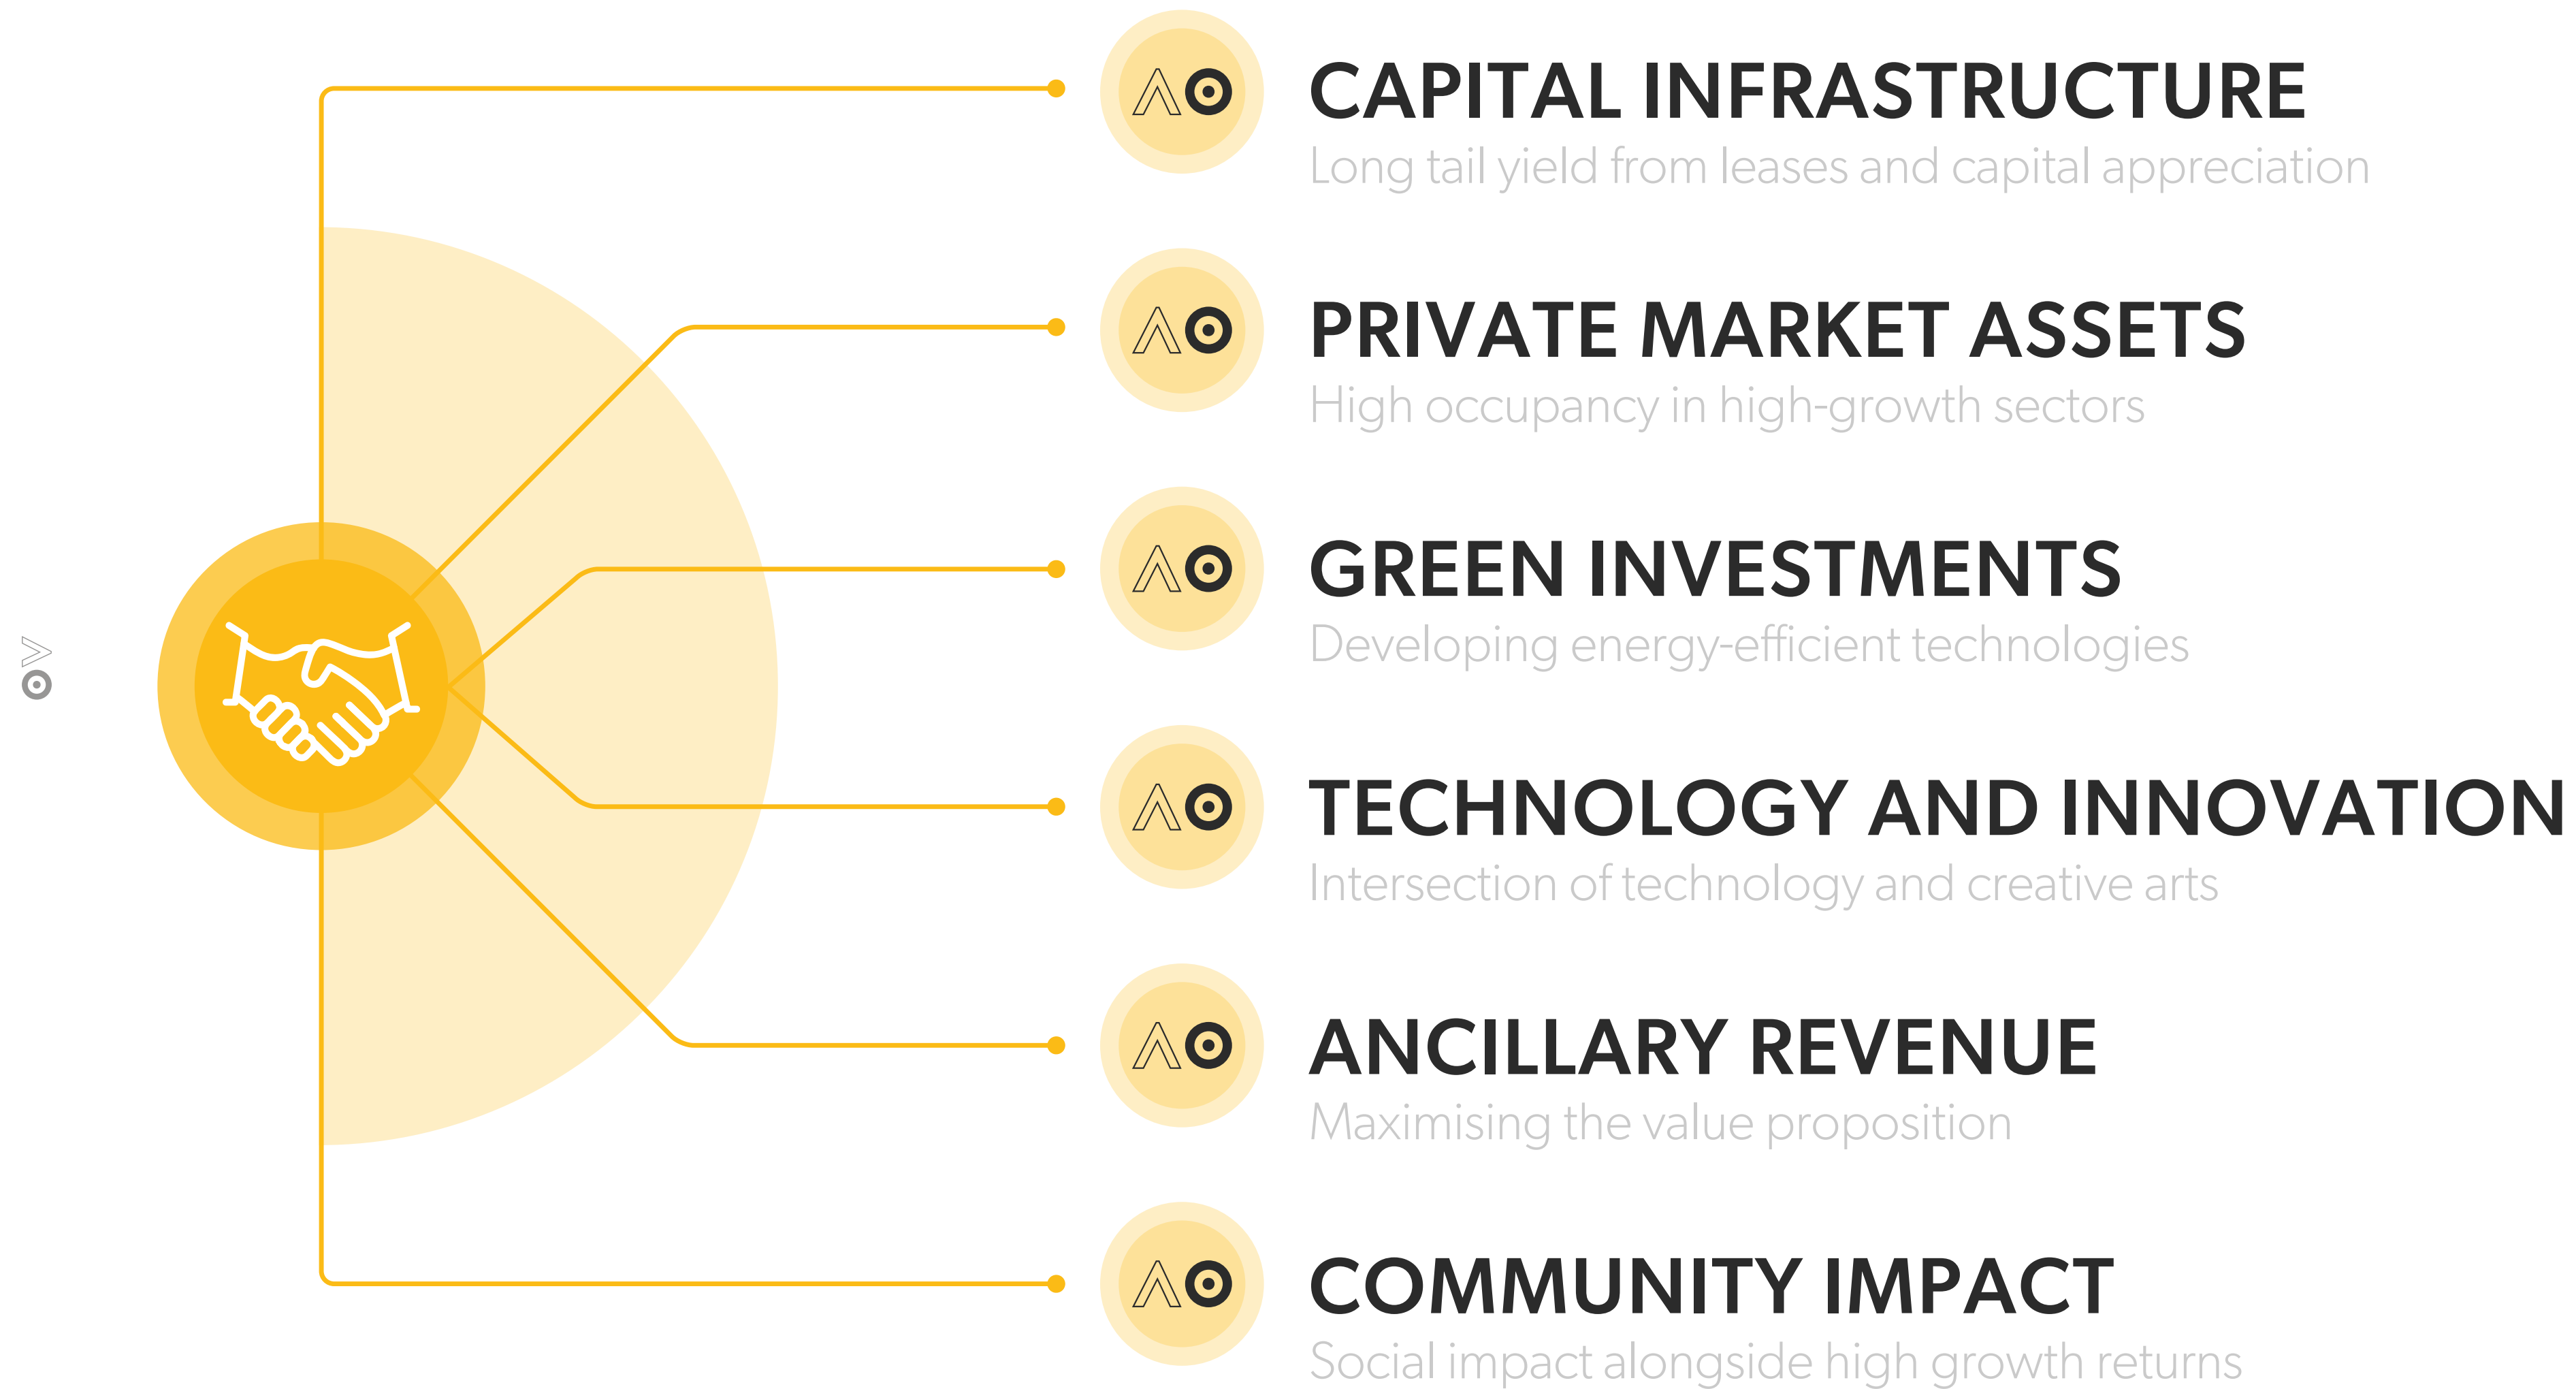 CAPITAL INFRASTRUCTURE
Long tail yield from leases and capital appreciation
PRIVATE MARKET ASSETS
High occupancy in high-growth sectors
GREEN INVESTMENTS
Developing energy-efficient technologies
TECHNOLOGY AND INNOVATION
Intersection of technology and creative arts
ANCILLARY REVENUE
Maximising the value proposition
COMMUNITY IMPACT
Social impact alongside high growth returns